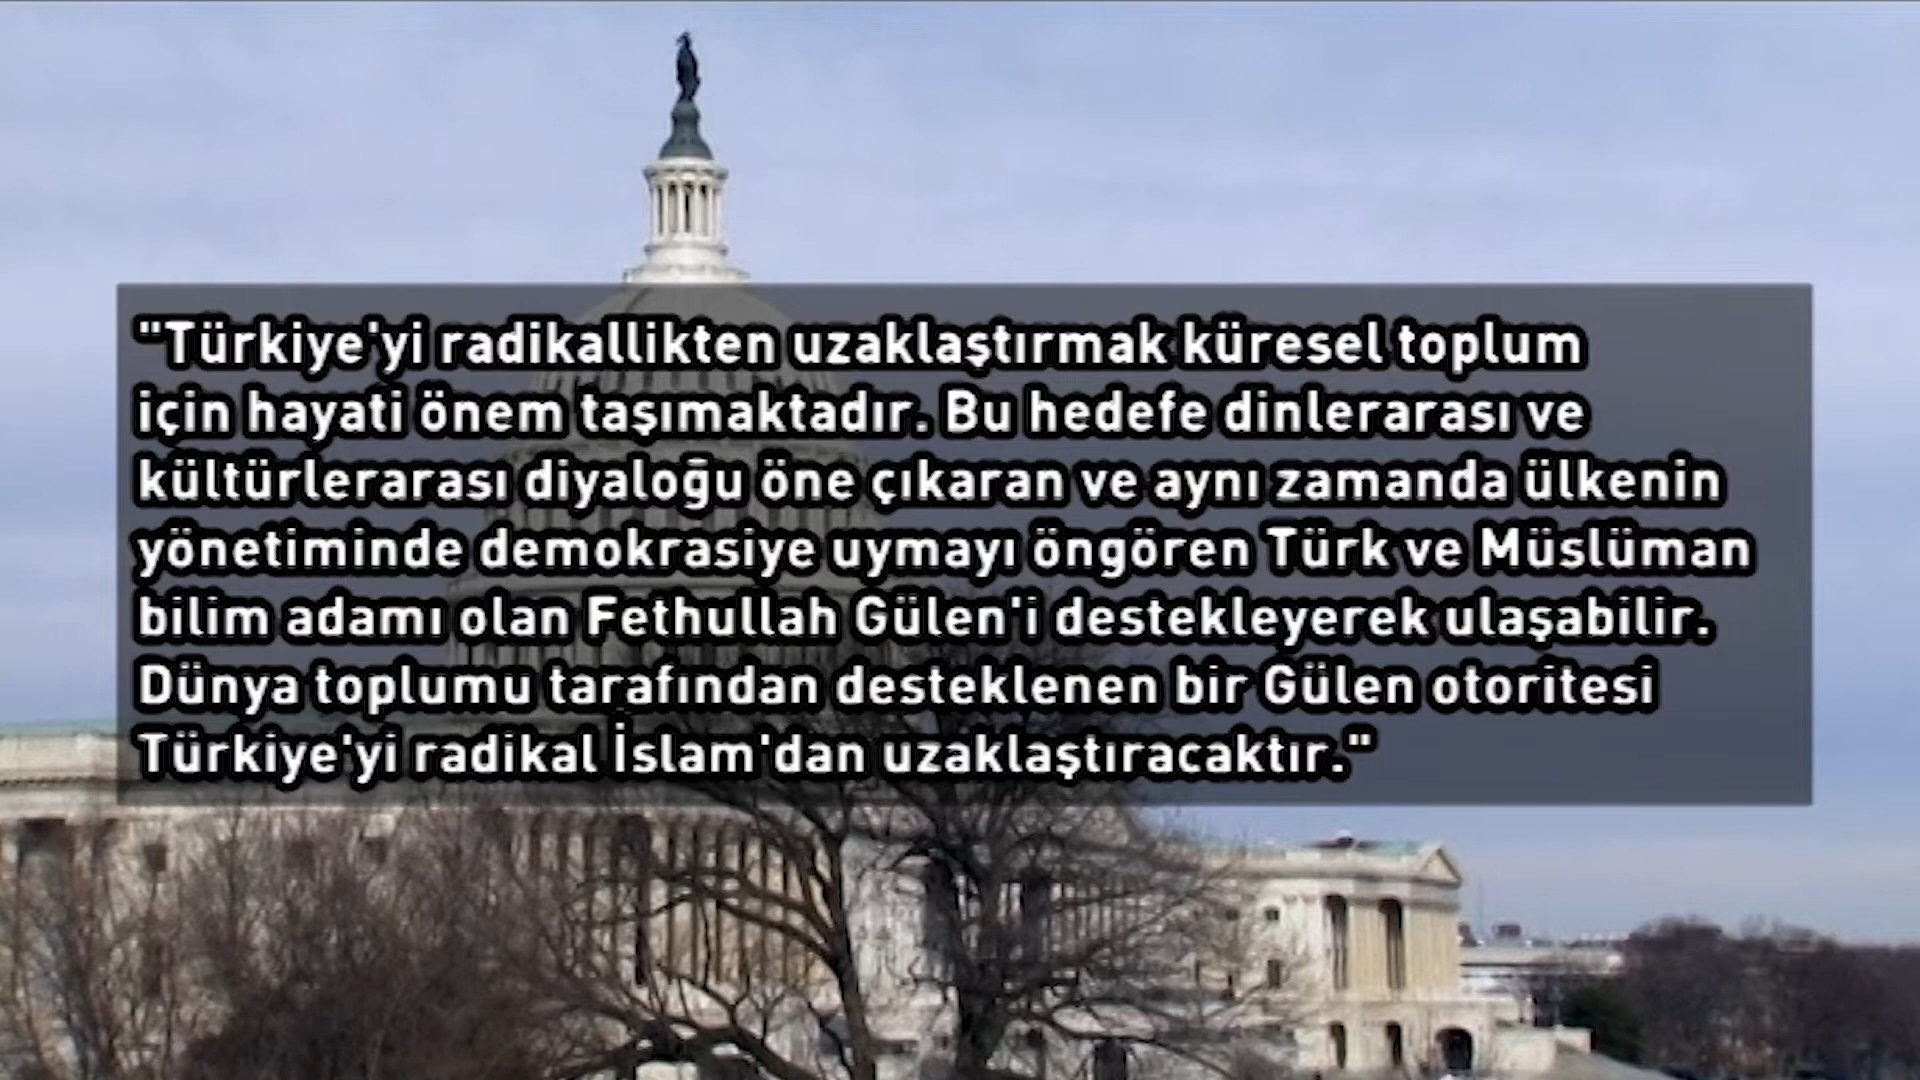 "Türkiye'yi radikallikten uzaklaştırmak küresel toplum
için hayati önem taşımaktadır. Bu hedefe dinlerarası ve
kültürlerarası diyaloğu öne çıkaran ve aynı zamanda ülkenin
yönetiminde demokrasiye uymayı öngören Türk ve Müslüman
bilim adamı olan Fethullah Gülen'i destekleyerek ulaşabilir.
Dünya toplumu tarafından desteklenen bir Gülen otoritesi
Türkiye'yi radikal İslam'dan uzaklaştıracaktır."